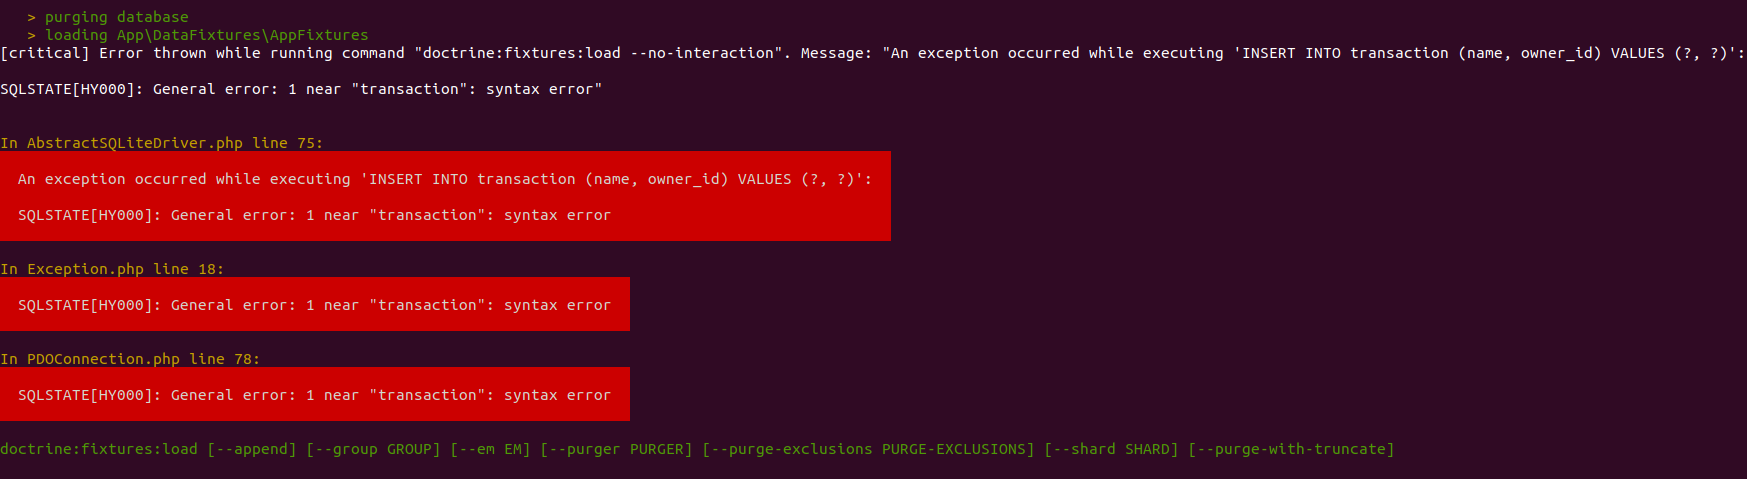 > purging database
> loading App\DataFixtures\AppFixtures
[critical] Error thrown while running command "doctrine:fixtures:load --no-interaction". Message: "An exception occurred while executing 'INSERT INTO transaction (name, owner_id) VALUES (?, ?)':
SQLSTATE[HY000]: General error: 1 near "transaction": syntax error"
In AbstractSQLiteDriver.php line 75:
An exception occurred while executing 'INSERT INTO transaction (name, owner_id) VALUES (?, ?)':
SQLSTATE[HY000]: General error: 1 near "transaction": syntax error
In Exception.php line 18:
SQLSTATE[HY000]: General error: 1 near "transaction": syntax error
In PDOConnection.php line 78:
SQLSTATE[HY000]: General error: 1 near "transaction": syntax error
doctrine:fixtures:load [--append] [--group GROUP] [--em EM] [--purger PURGER] [--purge-exclusions PURGE-EXCLUSIONS] [--shard SHARD] [--purge-with-truncate]